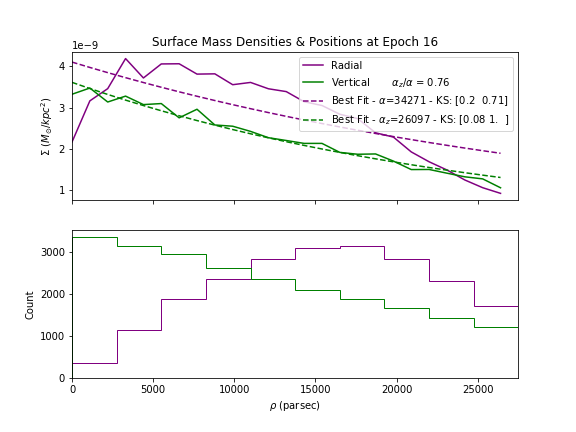 Surface Mass Densities & Positions at Epoch 16
1e−9
4
3
2
1
Σ (M⊙/kpc²)
Radial
Vertical αz/α = 0.76
Best Fit - α=34271 - KS: [0.2 0.71]
Best Fit - αz=26097 - KS: [0.08 1. ]
3000
2000
1000
0
Count
0 5000 10000 15000 20000 25000
ρ (parsec)